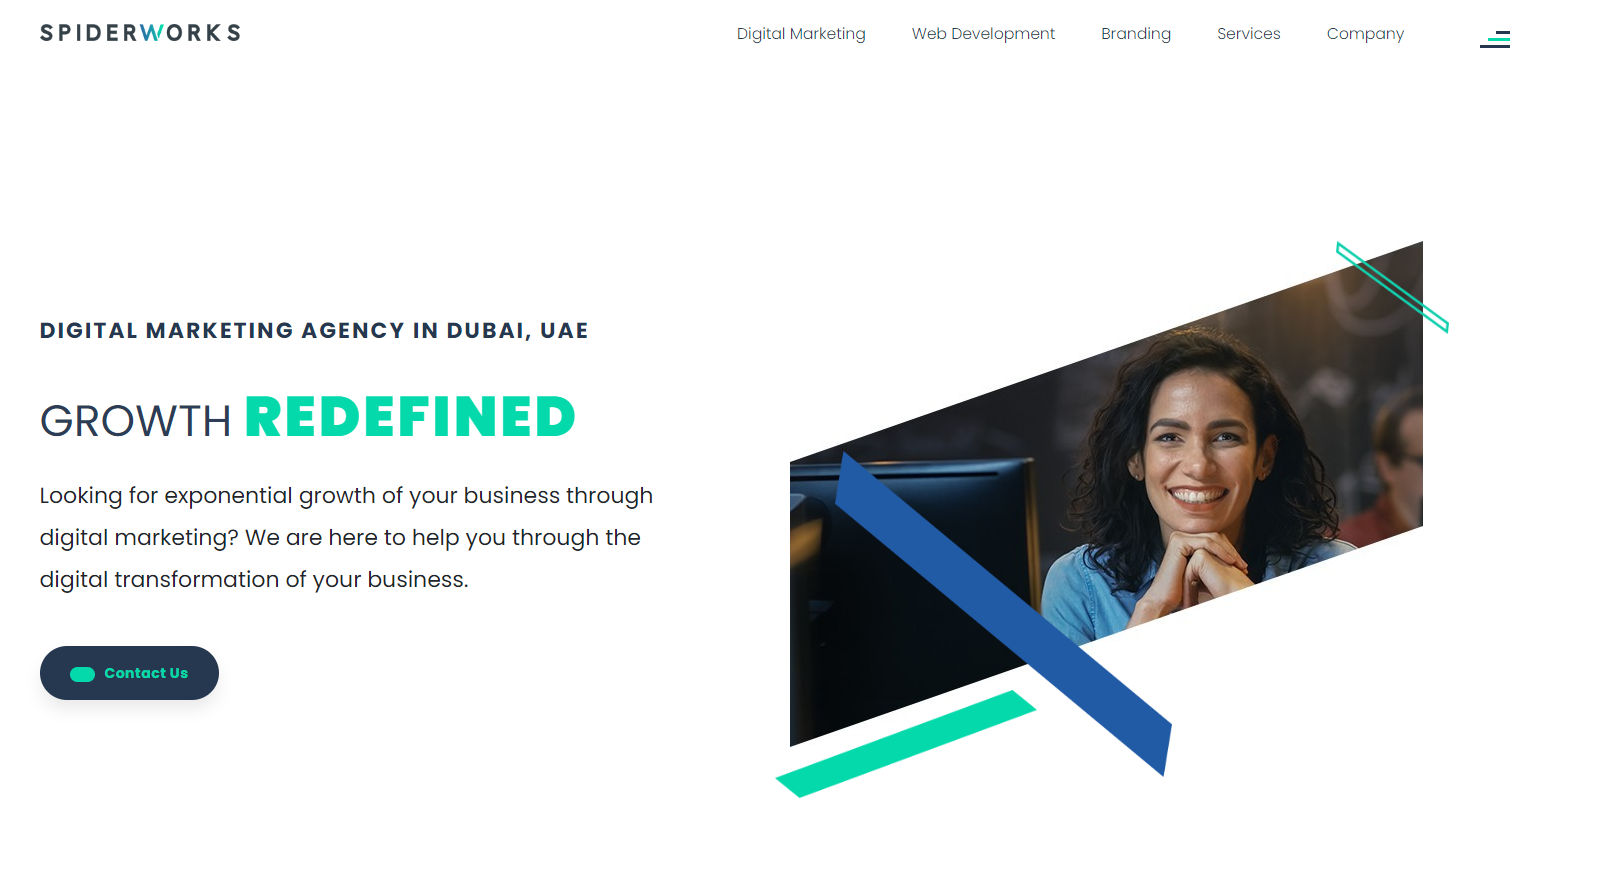 SPIDERWORKS
Digital Marketing
Web Development
Branding
Services
Company
DIGITAL MARKETING AGENCY IN DUBAI, UAE
GROWTH REDEFINED
Looking for exponential growth of your business through
digital marketing? We are here to help you through the
digital transformation of your business.
Contact Us